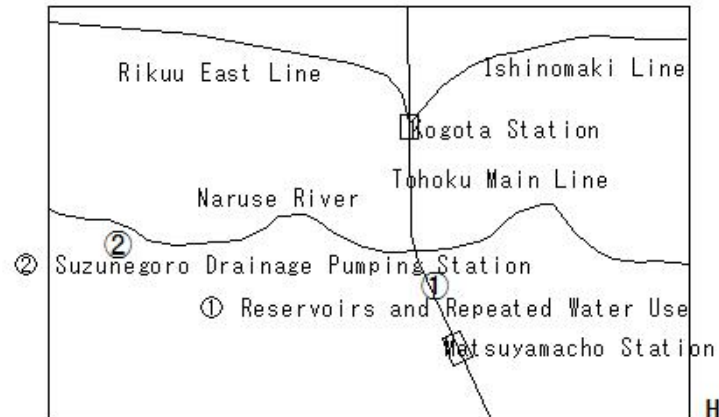 Rikuu East Line
Ishinomaki Line
Kogota Station
Tohoku Main Line
Naruse River
②
② Suzunegoro Drainage Pumping Station
①
① Reservoirs and Repeated Water Use
Matsuyamacho Station
H